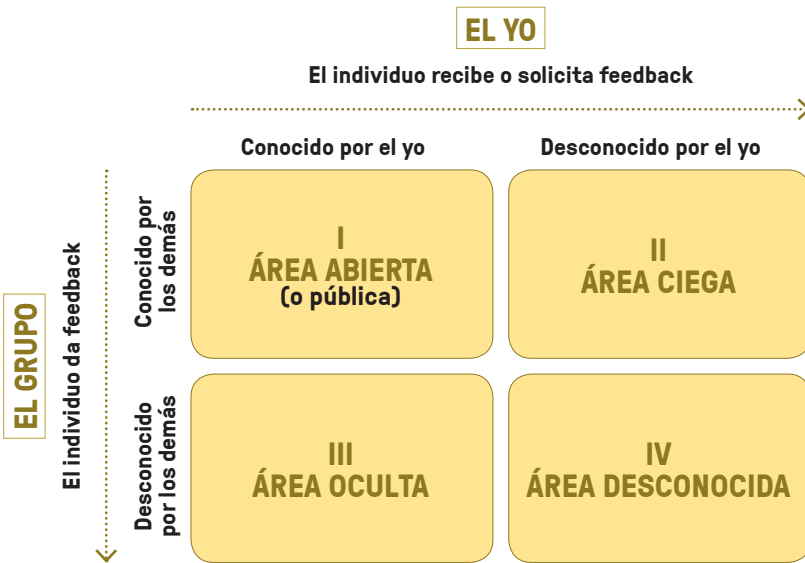 EL YO
El individuo recibe o solicita feedback
Conocido por el yo
Desconocido por el yo
EL GRUPO
El individuo da feedback
Conocido por
los demás
I
ÁREA ABIERTA
(o pública)
II
ÁREA CIEGA
Desconocido
por los demás
III
ÁREA OCULTA
IV
ÁREA DESCONOCIDA